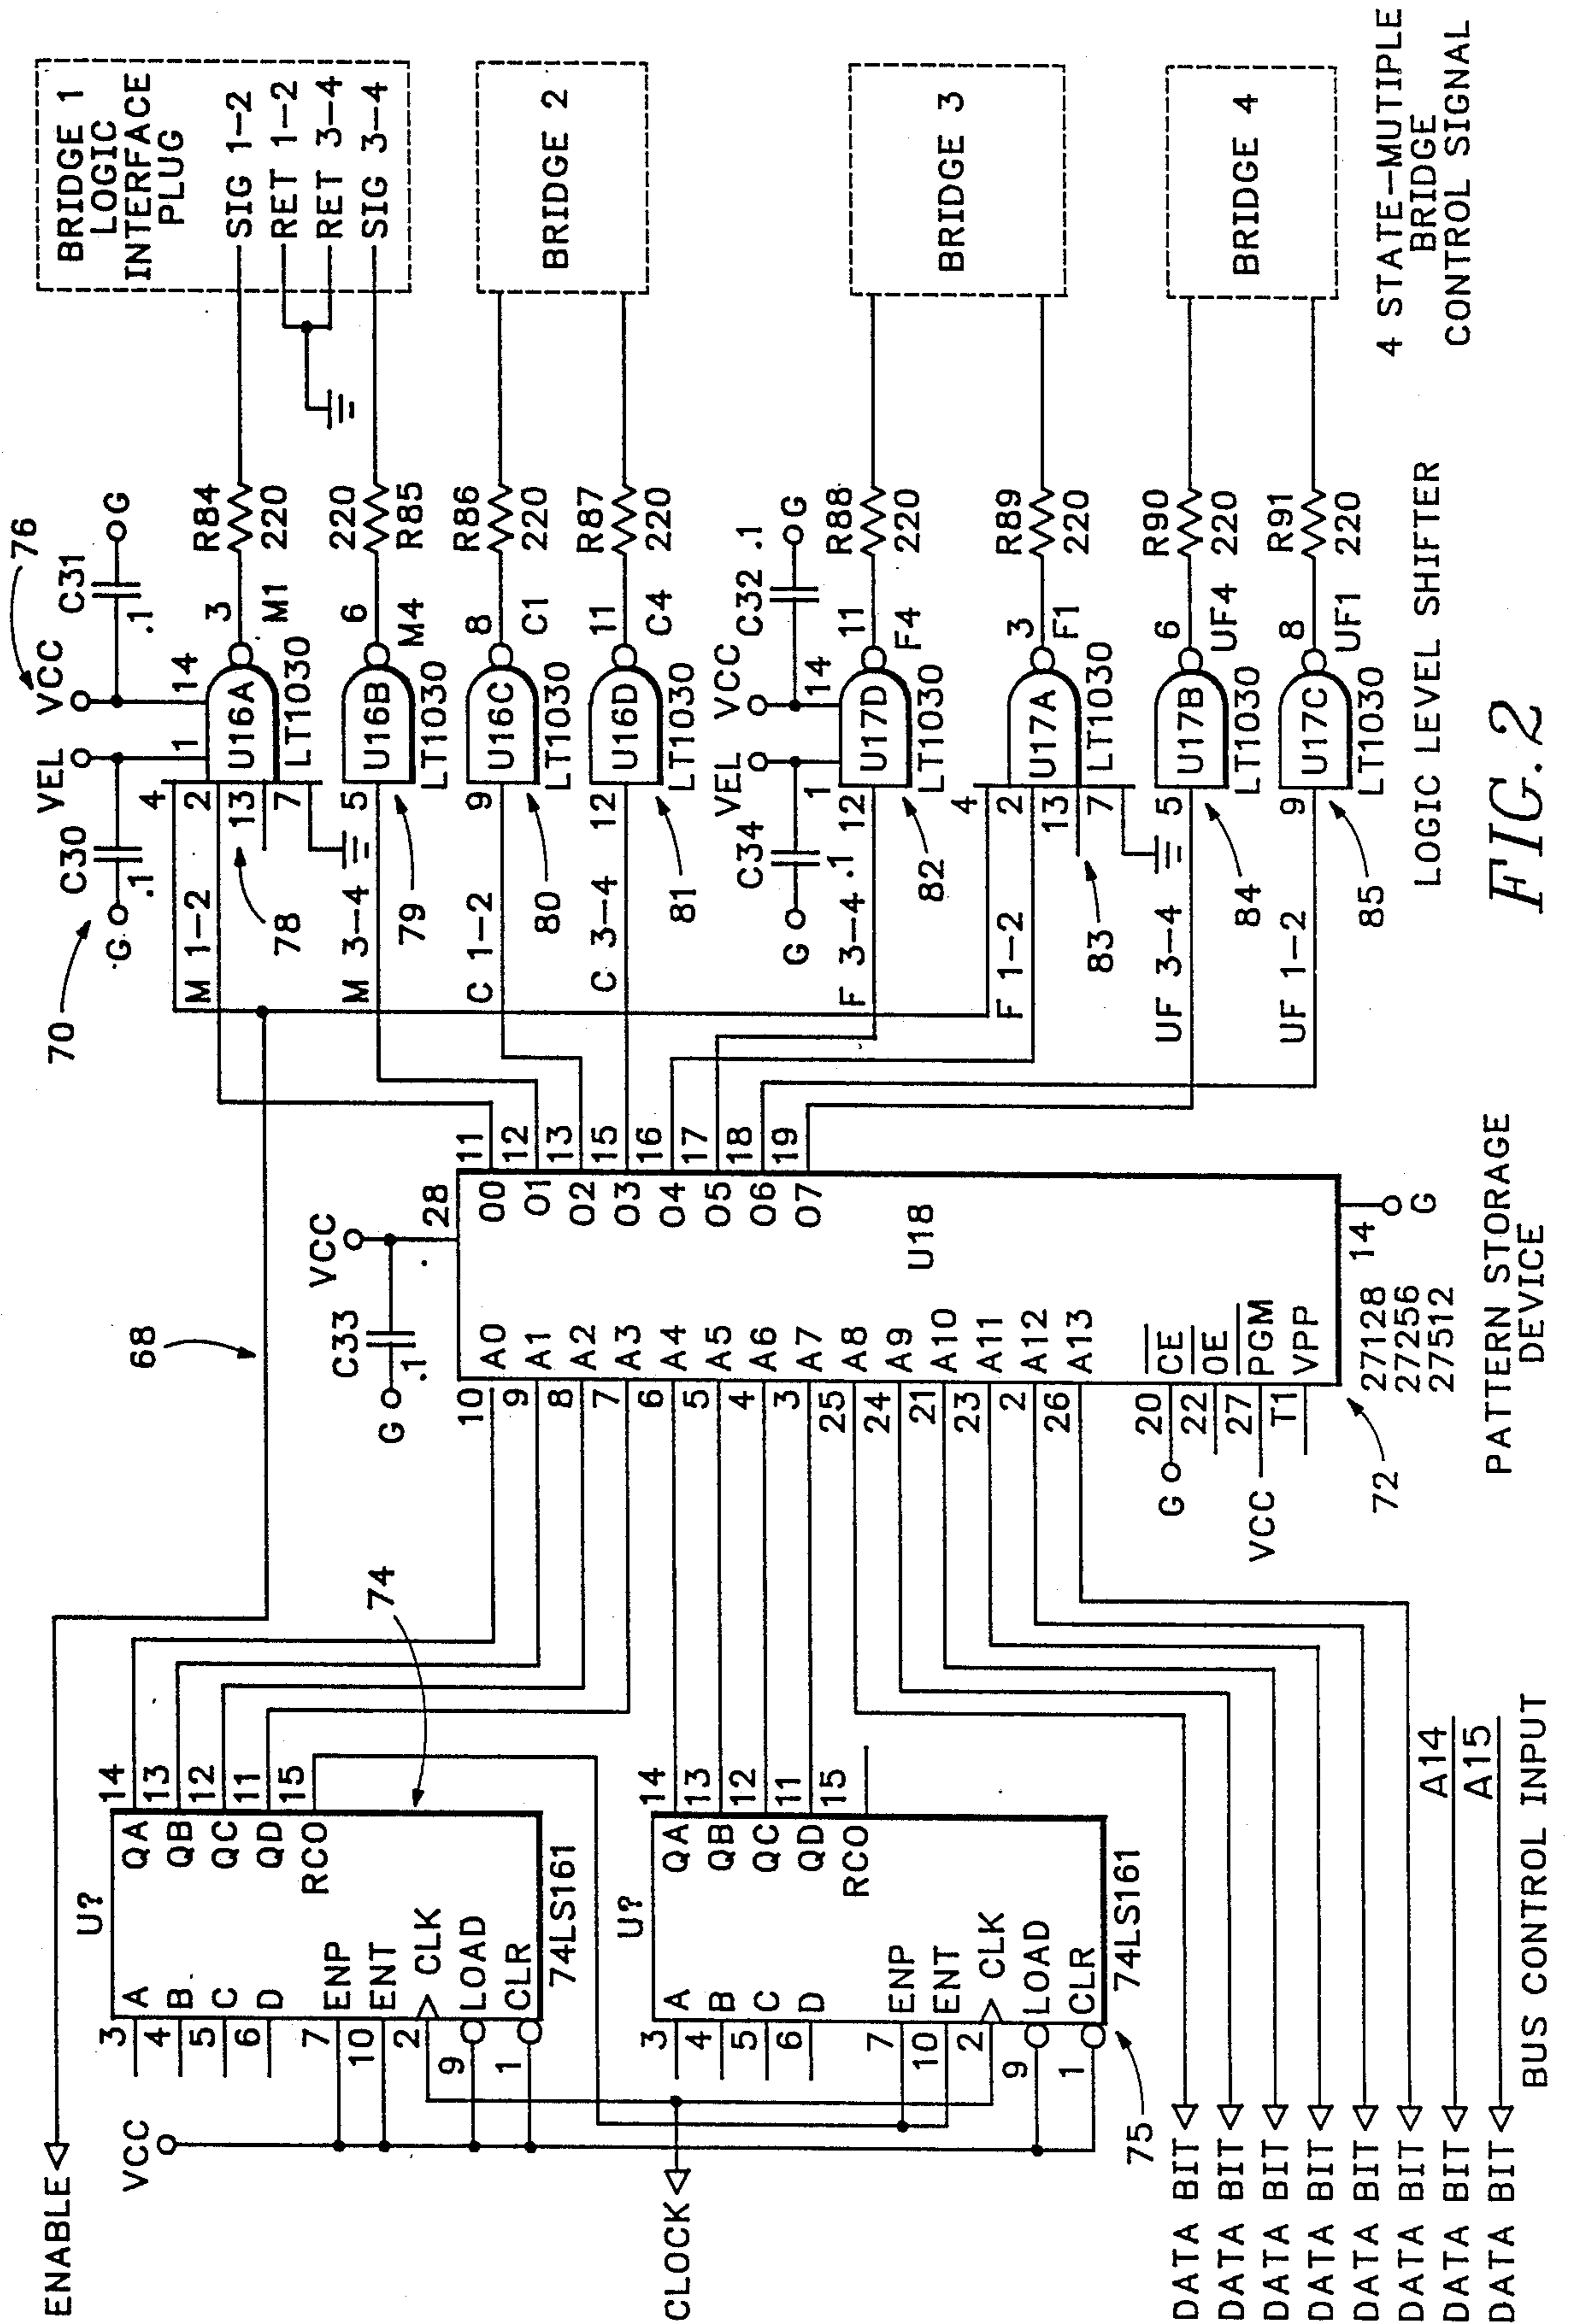 ENABLE
VCC
CLOCK
DATA BIT
DATA BIT
DATA BIT
DATA BIT
DATA BIT
DATA BIT
DATA BIT
DATA BIT
A14
A15
BUS CONTROL INPUT
U?
3 A QA 14
4 B QB 13
5 C QC 12
6 D QD 11
RCO 15
7 ENP
10 ENT
2 CLK
9 LOAD
1 CLR
74LS161
74
U?
3 A QA 14
4 B QB 13
5 C QC 12
6 D QD 11
RCO 15
7 ENP
10 ENT
2 CLK
9 LOAD
1 CLR
74LS161
75
68
VCC
C33
G
.1
28
10 A0 O0 11
9 A1 O1 12
8 A2 O2 13
7 A3 O3 15
6 A4 O4 16
5 A5 O5 17
4 A6 O6 18
3 A7 O7 19
25 A8
24 A9
21 A10
23 A11
2 A12
26 A13
U18
G 20 CE
22 OE
VCC 27 PGM
T1 VPP
14
G
27128
27256
27512
72
PATTERN STORAGE
DEVICE
70
76
C30
G
.1
VEL
VCC
C31
.1
G
4
1
14
M 1-2
2
13
7
U16A
LT1030
3
M1
R84
220
78
M 3-4
5
U16B
LT1030
6
M4
220
R85
79
C 1-2
9
U16C
LT1030
8
C1
R86
220
80
C 3-4
12
U16D
LT1030
11
C4
R87
220
81
C34
G
.1
VEL
VCC
C32
.1
G
1
14
F 3-4
12
U17D
LT1030
11
F4
R88
220
82
4
F 1-2
2
13
7
U17A
LT1030
3
F1
R89
220
83
UF 3-4
5
U17B
LT1030
6
UF4
R90
220
84
UF 1-2
9
U17C
LT1030
8
UF1
R91
220
85
LOGIC LEVEL SHIFTER
BRIDGE 1
LOGIC
INTERFACE
PLUG
SIG 1-2
RET 1-2
RET 3-4
SIG 3-4
BRIDGE 2
BRIDGE 3
BRIDGE 4
4 STATE-MUTIPLE
BRIDGE
CONTROL SIGNAL
FIG. 2